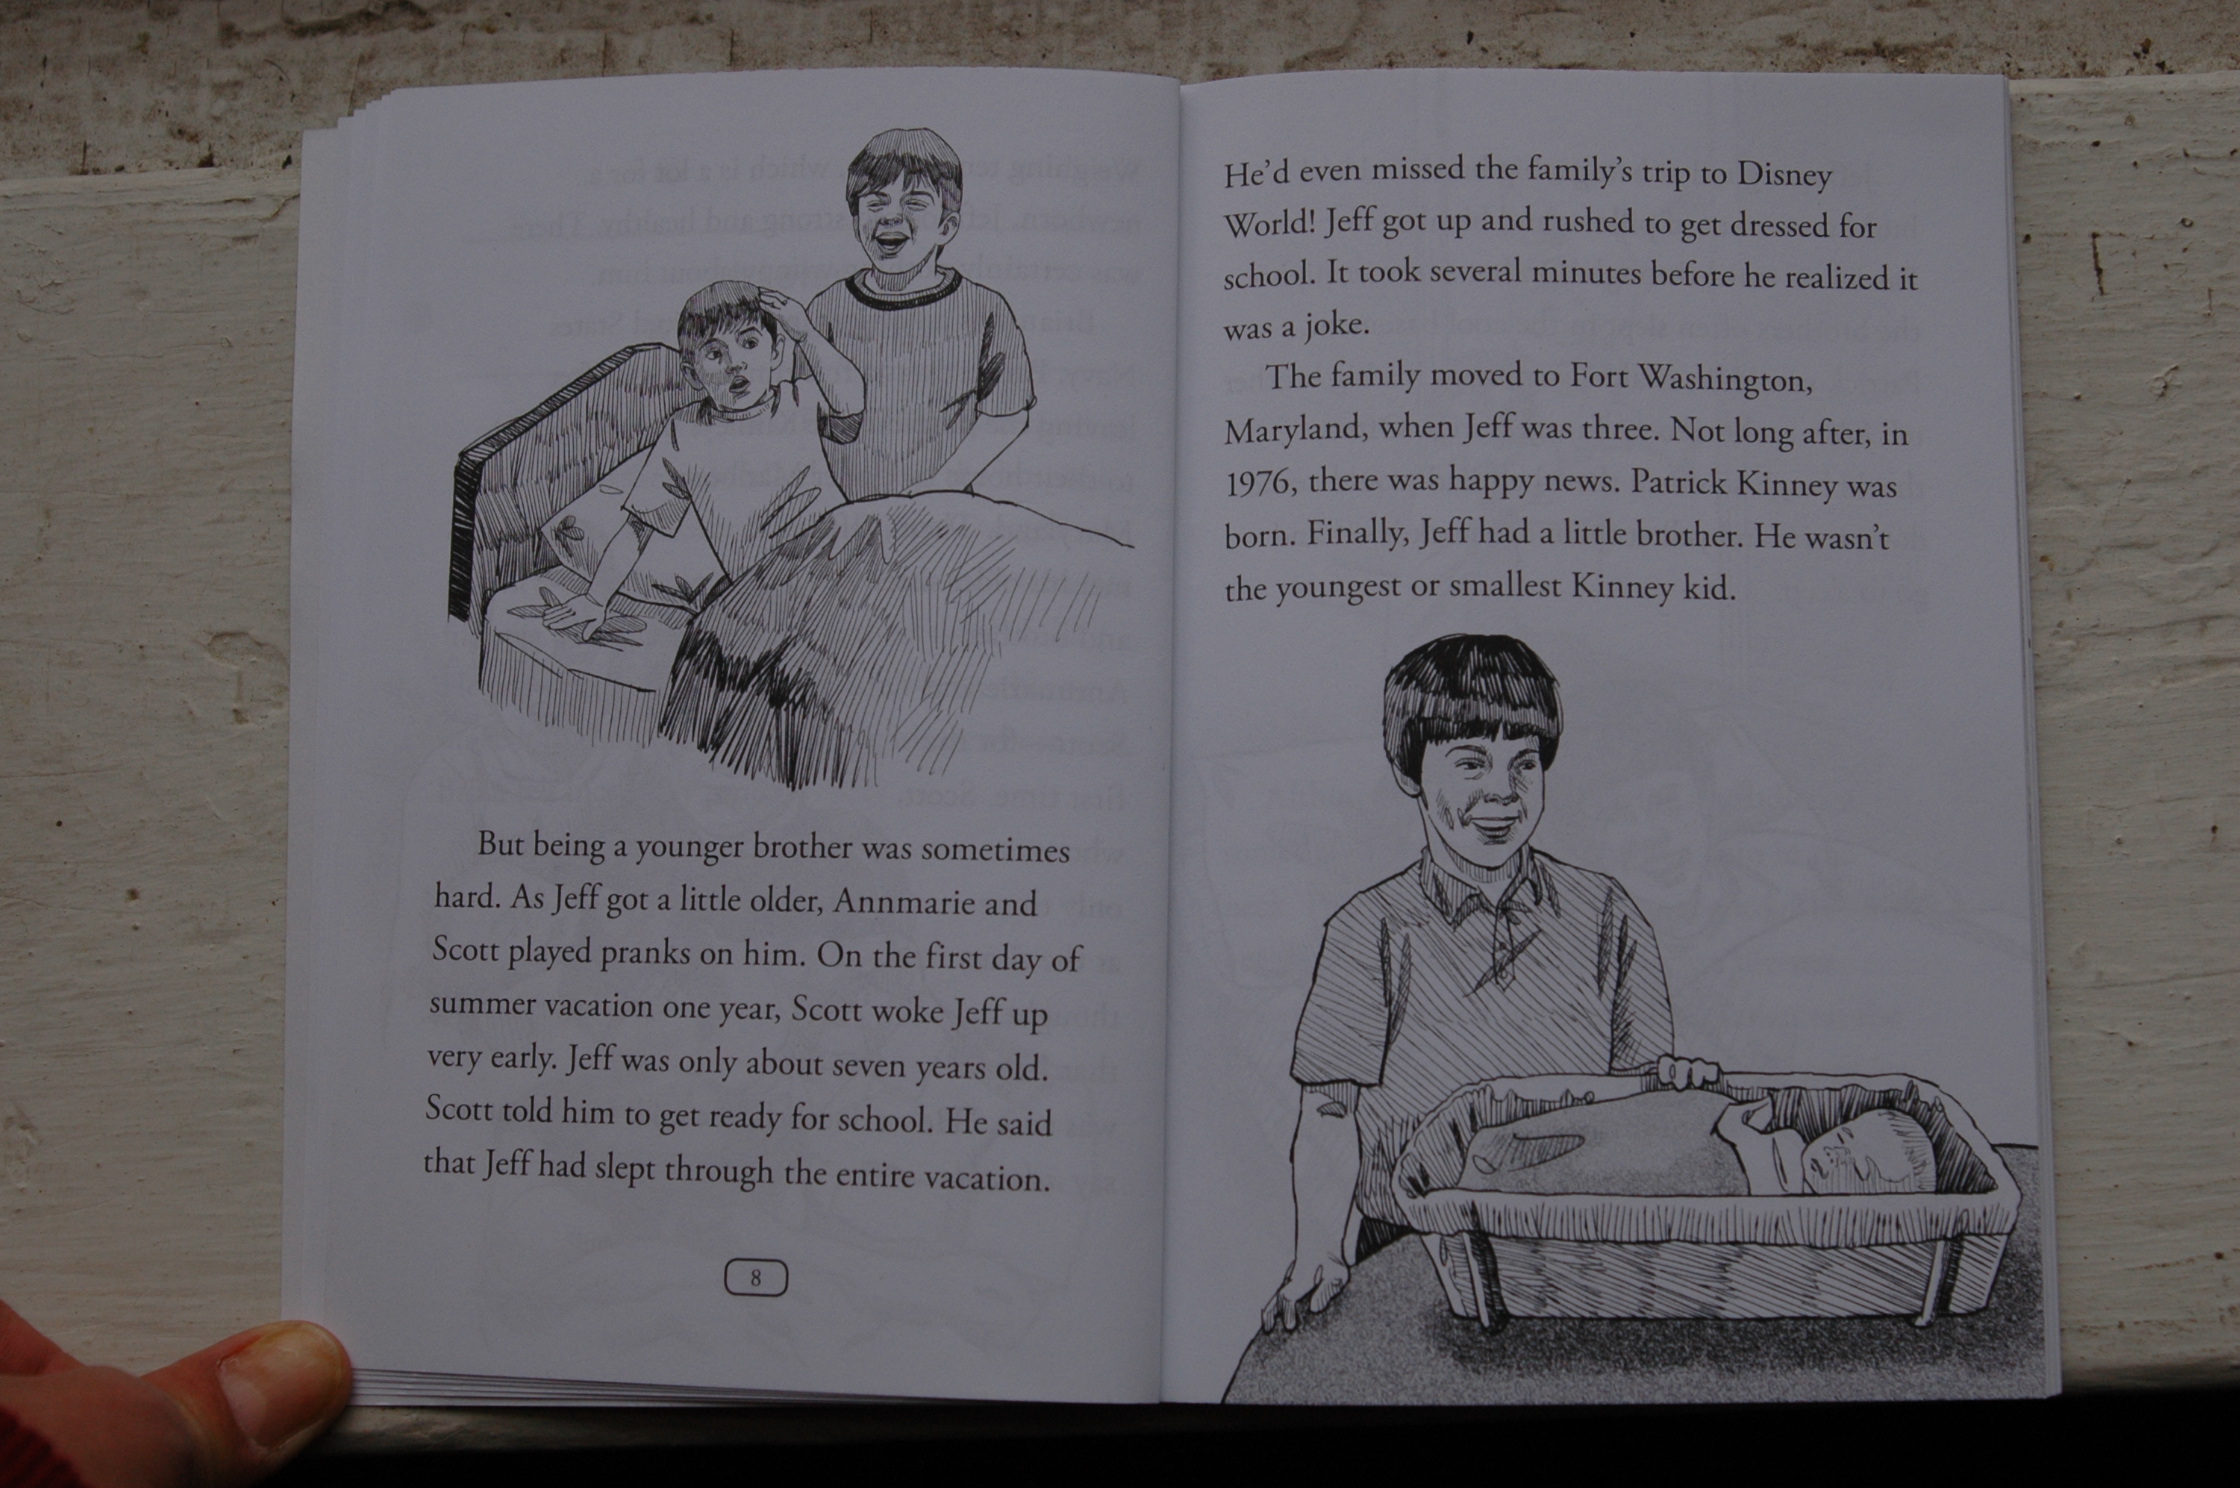 But being a younger brother was sometimes
hard. As Jeff got a little older, Annmarie and
Scott played pranks on him. On the first day of
summer vacation one year, Scott woke Jeff up
very early. Jeff was only about seven years old.
Scott told him to get ready for school. He said
that Jeff had slept through the entire vacation.
8
He’d even missed the family’s trip to Disney
World! Jeff got up and rushed to get dressed for
school. It took several minutes before he realized it
was a joke.
The family moved to Fort Washington,
Maryland, when Jeff was three. Not long after, in
1976, there was happy news. Patrick Kinney was
born. Finally, Jeff had a little brother. He wasn’t
the youngest or smallest Kinney kid.